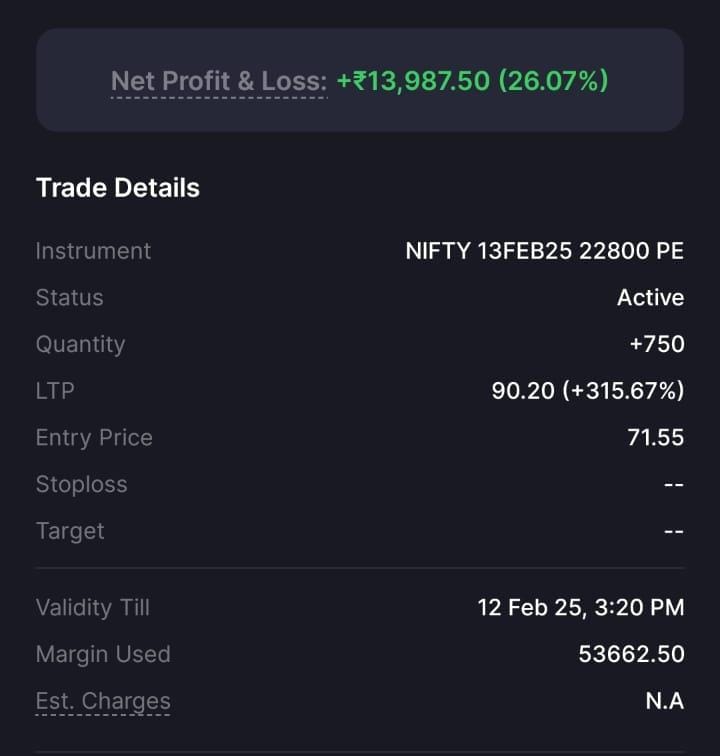 Net Profit & Loss: +₹13,987.50 (26.07%)
Trade Details
Instrument NIFTY 13FEB25 22800 PE
Status Active
Quantity +750
LTP 90.20 (+315.67%)
Entry Price 71.55
Stoploss --
Target --
Validity Till 12 Feb 25, 3:20 PM
Margin Used 53662.50
Est. Charges N.A